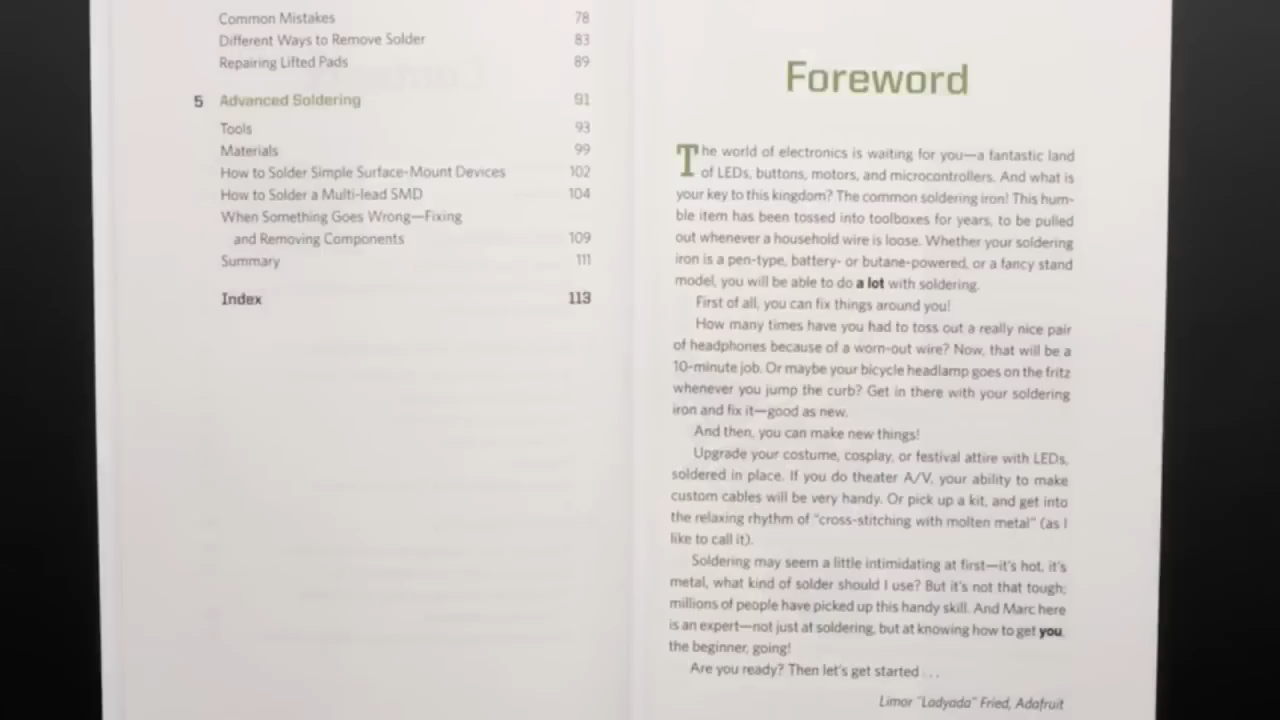 Common Mistakes 78
Different Ways to Remove Solder 83
Repairing Lifted Pads 89
5 Advanced Soldering 91
Tools 93
Materials 99
How to Solder Simple Surface-Mount Devices 102
How to Solder a Multi-lead SMD 104
When Something Goes Wrong—Fixing
and Removing Components 109
Summary 111
Index 113
Foreword
The world of electronics is waiting for you—a fantastic land
of LEDs, buttons, motors, and microcontrollers. And what is
your key to this kingdom? The common soldering iron! This hum-
ble item has been tossed into toolboxes for years, to be pulled
out whenever a household wire is loose. Whether your soldering
iron is a pen-type, battery- or butane-powered, or a fancy stand
model, you will be able to do a lot with soldering.
First of all, you can fix things around you!
How many times have you had to toss out a really nice pair
of headphones because of a worn-out wire? Now, that will be a
10-minute job. Or maybe your bicycle headlamp goes on the fritz
whenever you jump the curb? Get in there with your soldering
iron and fix it—good as new.
And then, you can make new things!
Upgrade your costume, cosplay, or festival attire with LEDs,
soldered in place. If you do theater A/V, your ability to make
custom cables will be very handy. Or pick up a kit, and get into
the relaxing rhythm of “cross-stitching with molten metal” (as I
like to call it).
Soldering may seem a little intimidating at first—it’s hot, it’s
metal, what kind of solder should I use? But it’s not that tough;
millions of people have picked up this handy skill. And Marc here
is an expert—not just at soldering, but at knowing how to get you,
the beginner, going!
Are you ready? Then let’s get started . . .
Limor “Ladyada” Fried, Adafruit